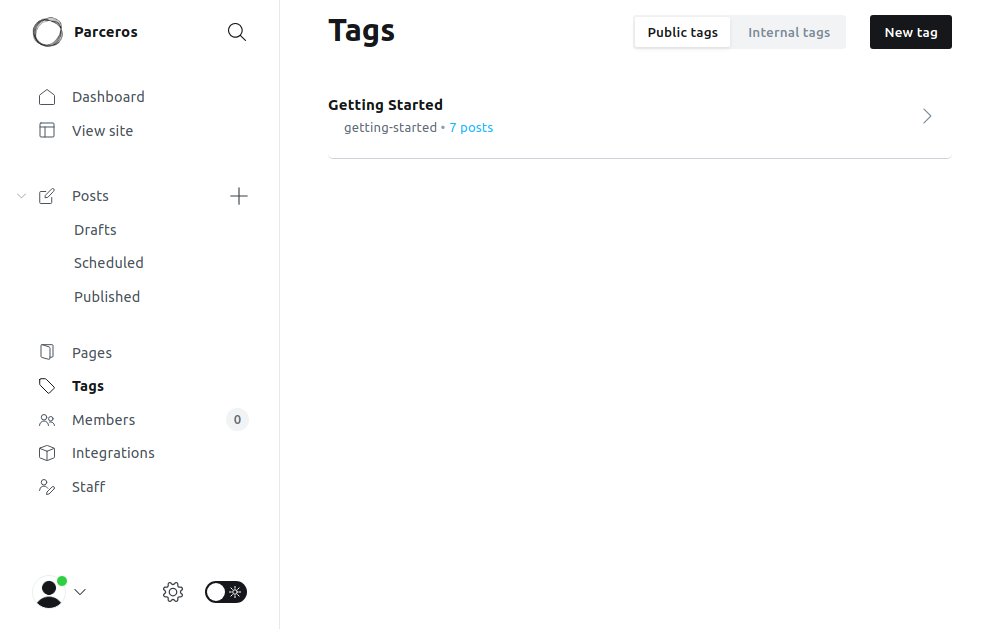 Parceros
Dashboard
View site
Posts
Drafts
Scheduled
Published
Pages
Tags
Members 0
Integrations
Staff
Tags
Public tags
Internal tags
New tag
Getting Started
getting-started • 7 posts